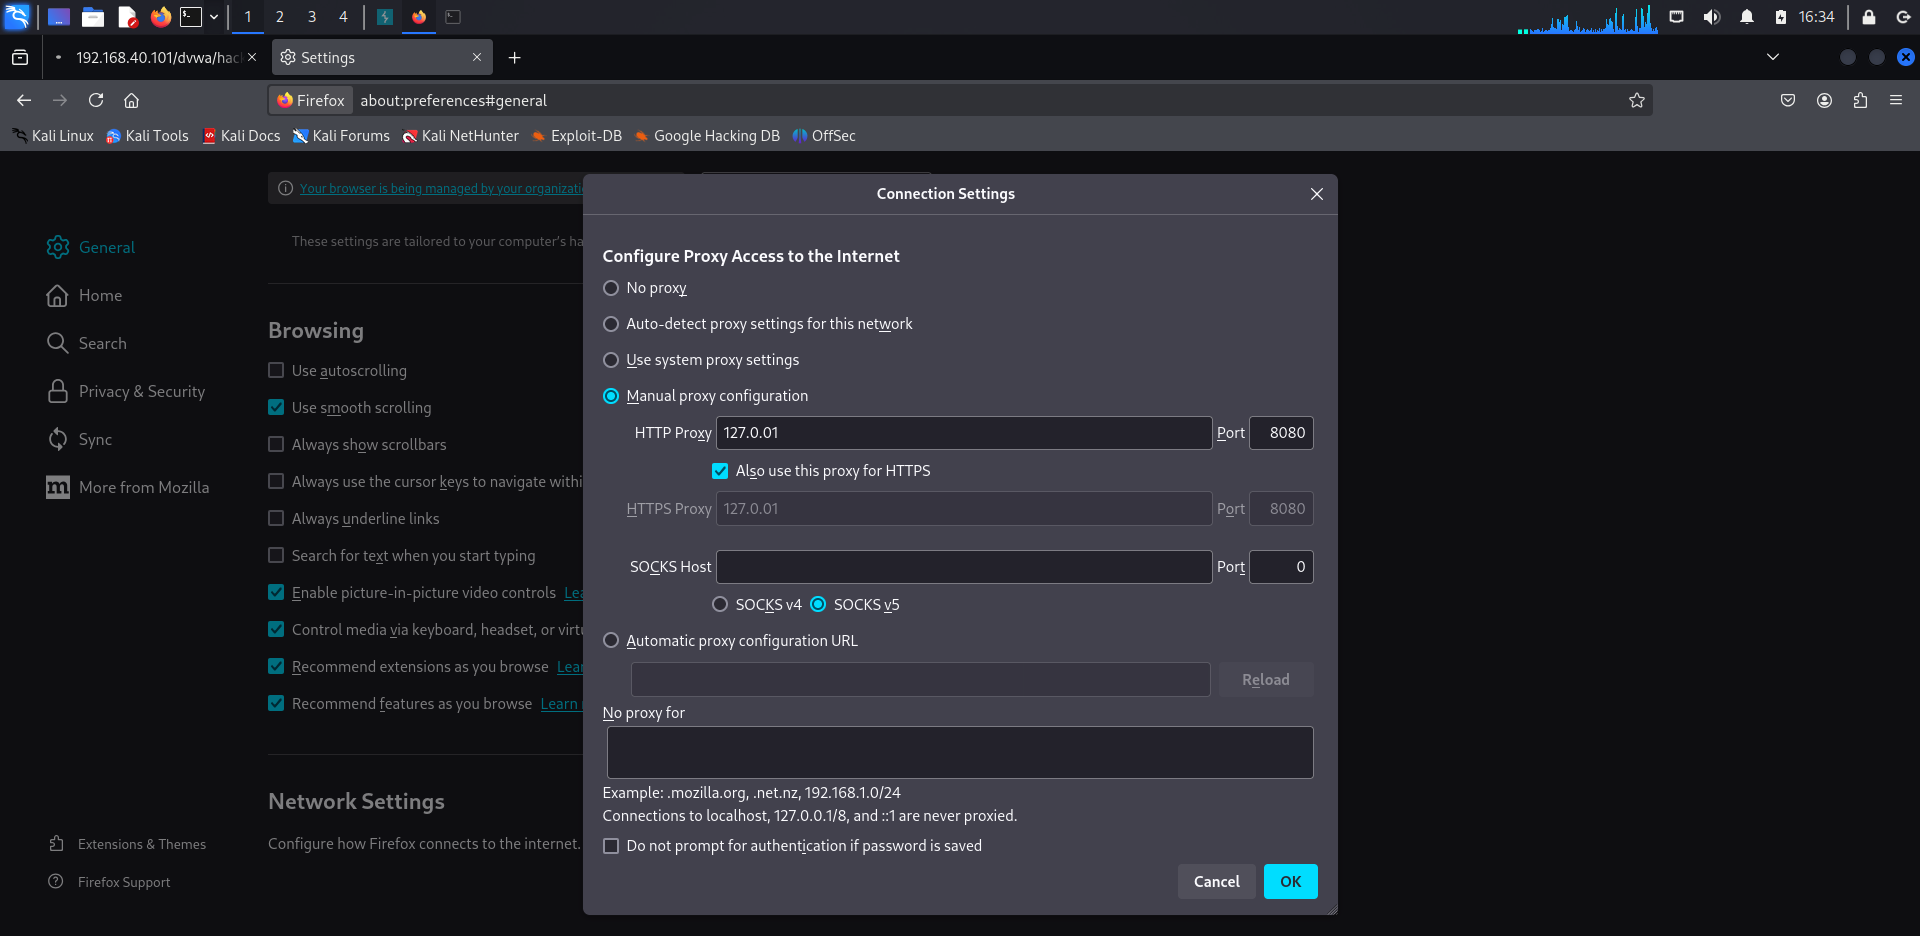 1 2 3 4 16:34
192.168.40.101/dvwa/hac Settings
Firefox about:preferences#general
Kali Linux Kali Tools Kali Docs Kali Forums Kali NetHunter Exploit-DB Google Hacking DB OffSec
Your browser is being managed by your organizati
These settings are tailored to your computer's ha
General
Home
Search
Privacy & Security
Sync
More from Mozilla
Extensions & Themes
Firefox Support
Browsing
Use autoscrolling
Use smooth scrolling
Always show scrollbars
Always use the cursor keys to navigate withi
Always underline links
Search for text when you start typing
Enable picture-in-picture video controls Lea
Control media via keyboard, headset, or virtu
Recommend extensions as you browse Lear
Recommend features as you browse Learn
Network Settings
Configure how Firefox connects to the internet.
Connection Settings
Configure Proxy Access to the Internet
No proxy
Auto-detect proxy settings for this network
Use system proxy settings
Manual proxy configuration
HTTP Proxy 127.0.01 Port 8080
Also use this proxy for HTTPS
HTTPS Proxy 127.0.01 Port 8080
SOCKS Host Port 0
SOCKS v4 SOCKS v5
Automatic proxy configuration URL
Reload
No proxy for
Example: .mozilla.org, .net.nz, 192.168.1.0/24
Connections to localhost, 127.0.0.1/8, and ::1 are never proxied.
Do not prompt for authentication if password is saved
Cancel OK